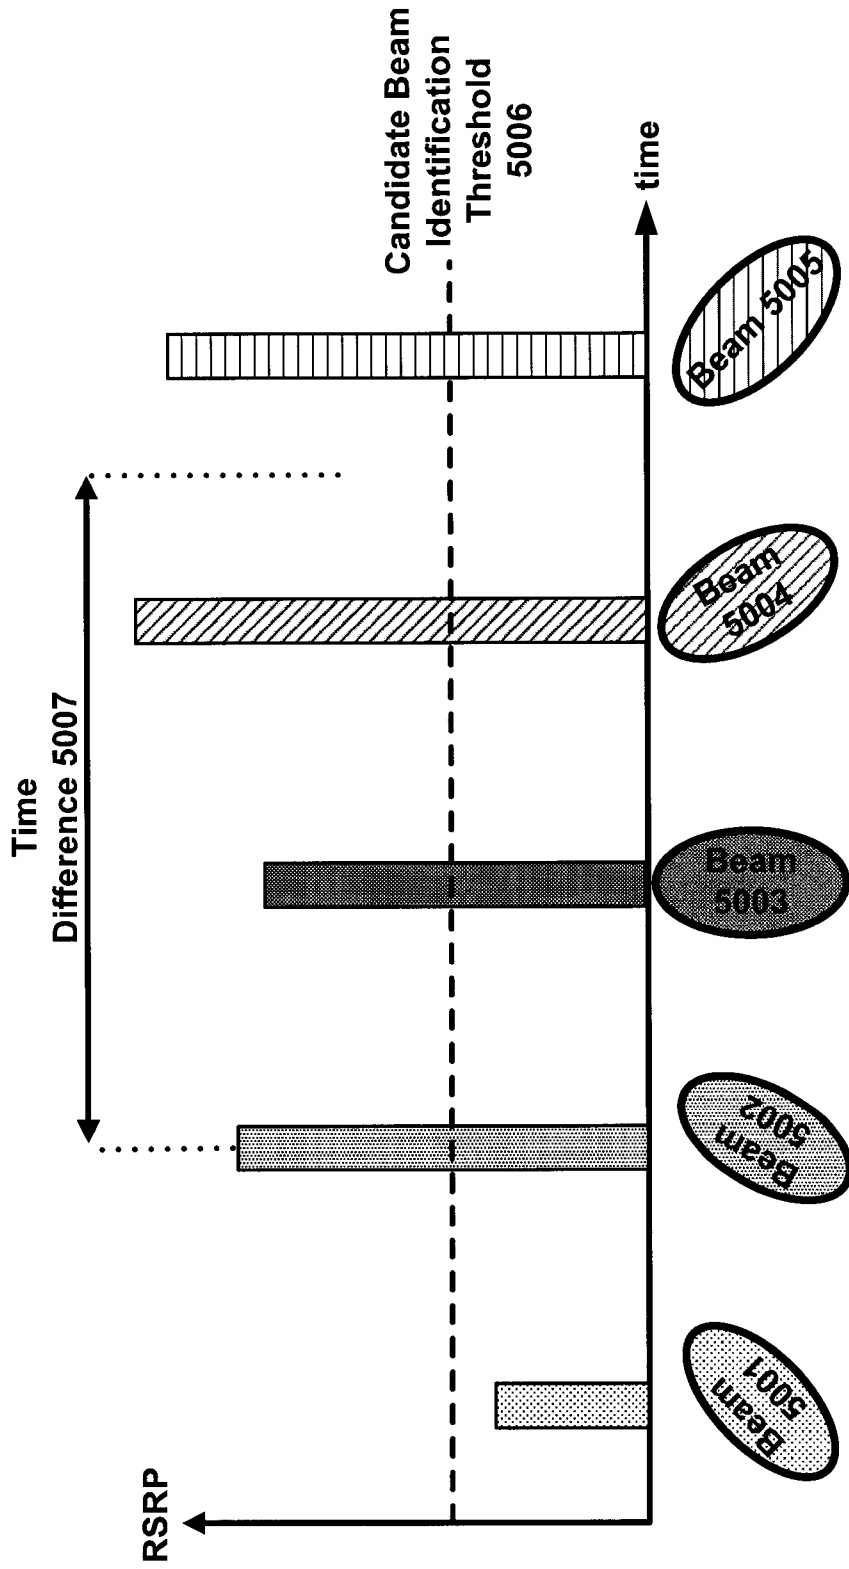 Time
Difference 5007
Candidate Beam
Identification
Threshold
5006
RSRP
time
Beam
5001
Beam
5002
Beam
5003
Beam
5004
Beam 5005